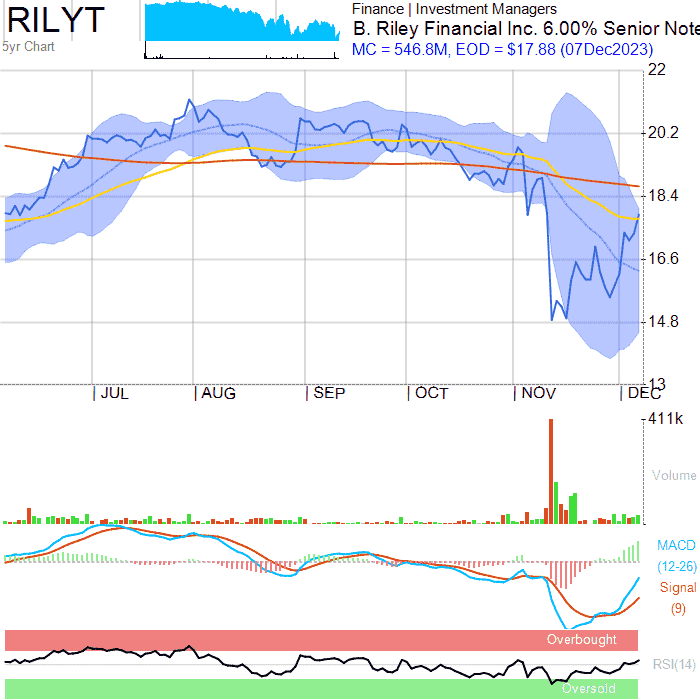 RILYT
5yr Chart
Finance | Investment Managers
B. Riley Financial Inc. 6.00% Senior Note
MC = 546.8M, EOD = $17.88 (07Dec2023)
22
20.2
18.4
16.6
14.8
13
JUL
AUG
SEP
OCT
NOV
DEC
411k
Volume
MACD
(12-26)
Signal
(9)
Overbought
RSI(14)
Oversold